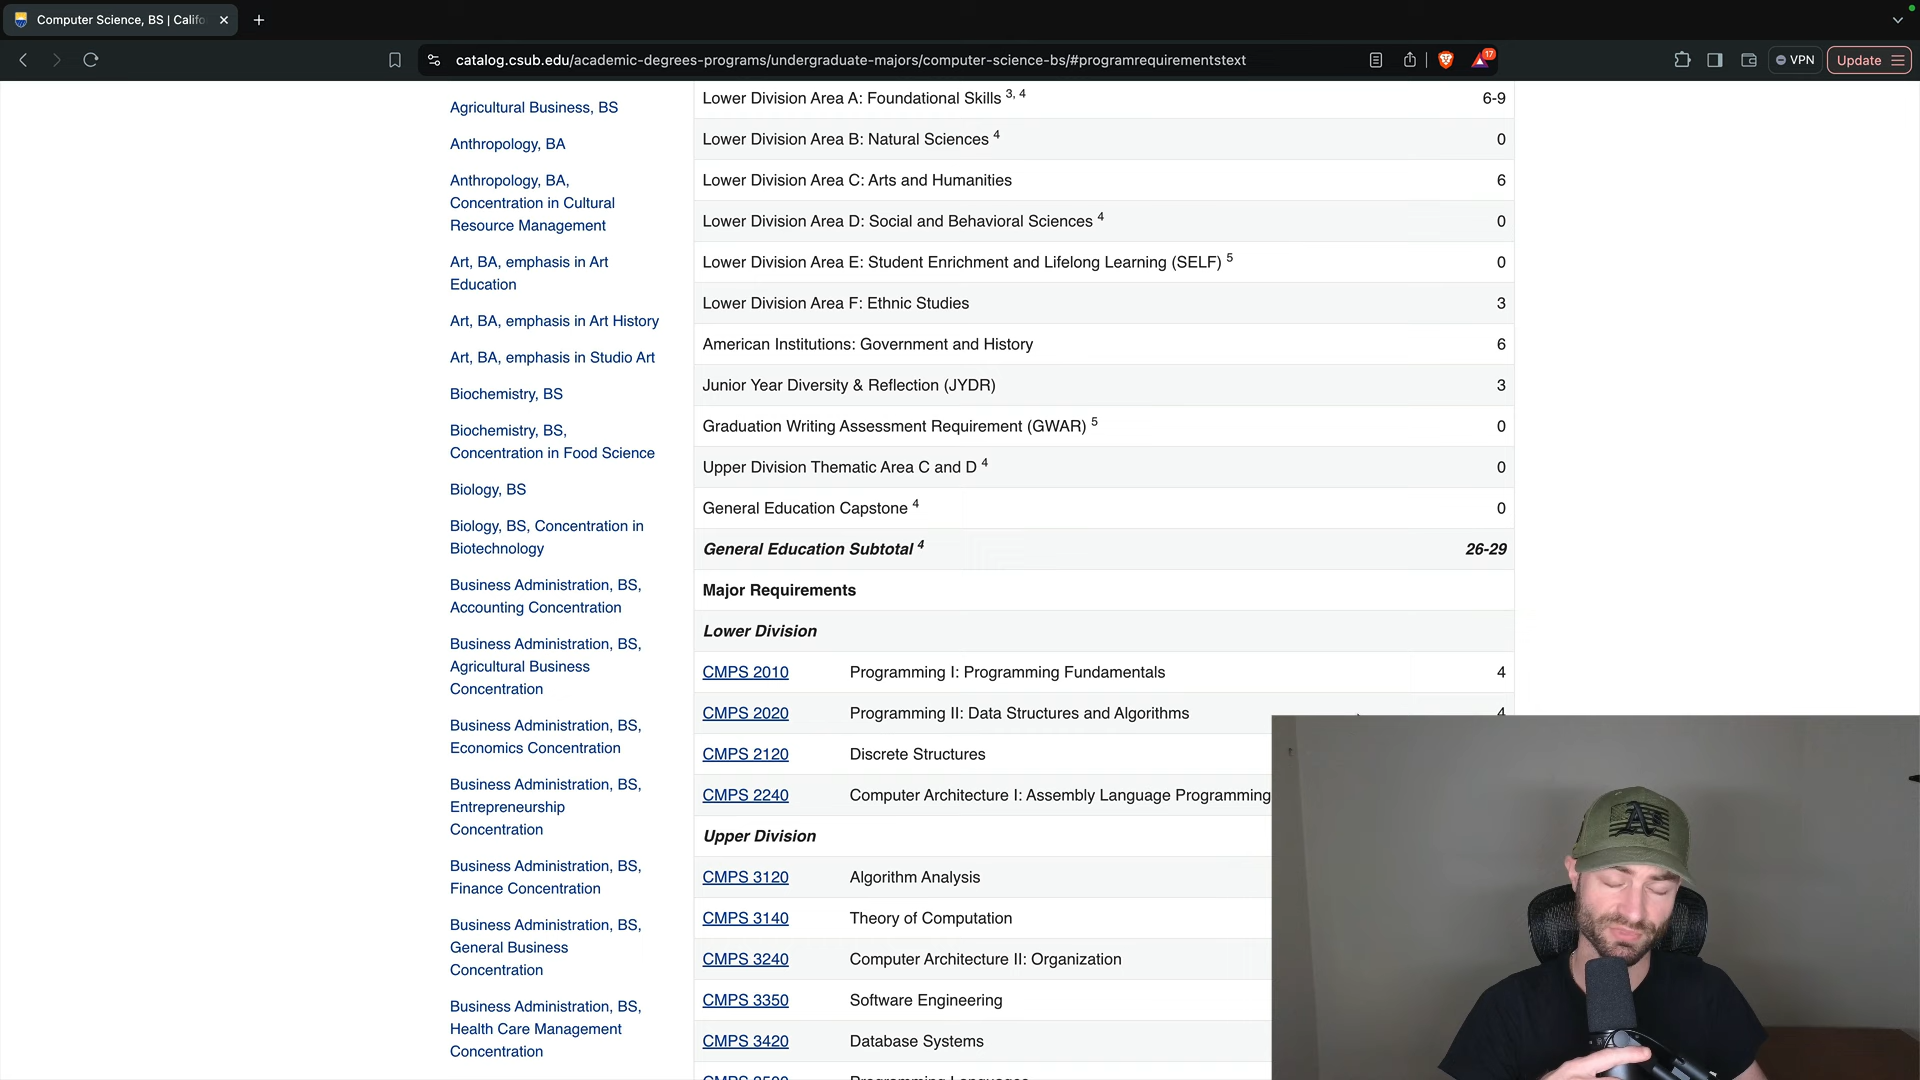 Computer Science, BS | Califo
catalog.csub.edu/academic-degrees-programs/undergraduate-majors/computer-science-bs/#programrequirementstext
17
VPN
Update
Agricultural Business, BS
Anthropology, BA
Anthropology, BA,
Concentration in Cultural
Resource Management
Art, BA, emphasis in Art
Education
Art, BA, emphasis in Art History
Art, BA, emphasis in Studio Art
Biochemistry, BS
Biochemistry, BS,
Concentration in Food Science
Biology, BS
Biology, BS, Concentration in
Biotechnology
Business Administration, BS,
Accounting Concentration
Business Administration, BS,
Agricultural Business
Concentration
Business Administration, BS,
Economics Concentration
Business Administration, BS,
Entrepreneurship
Concentration
Business Administration, BS,
Finance Concentration
Business Administration, BS,
General Business
Concentration
Business Administration, BS,
Health Care Management
Concentration
Lower Division Area A: Foundational Skills 3, 4 6-9
Lower Division Area B: Natural Sciences 4 0
Lower Division Area C: Arts and Humanities 6
Lower Division Area D: Social and Behavioral Sciences 4 0
Lower Division Area E: Student Enrichment and Lifelong Learning (SELF) 5 0
Lower Division Area F: Ethnic Studies 3
American Institutions: Government and History 6
Junior Year Diversity & Reflection (JYDR) 3
Graduation Writing Assessment Requirement (GWAR) 5 0
Upper Division Thematic Area C and D 4 0
General Education Capstone 4 0
General Education Subtotal 4 26-29
Major Requirements
Lower Division
CMPS 2010 Programming I: Programming Fundamentals 4
CMPS 2020 Programming II: Data Structures and Algorithms 4
CMPS 2120 Discrete Structures
CMPS 2240 Computer Architecture I: Assembly Language Programming
Upper Division
CMPS 3120 Algorithm Analysis
CMPS 3140 Theory of Computation
CMPS 3240 Computer Architecture II: Organization
CMPS 3350 Software Engineering
CMPS 3420 Database Systems
A